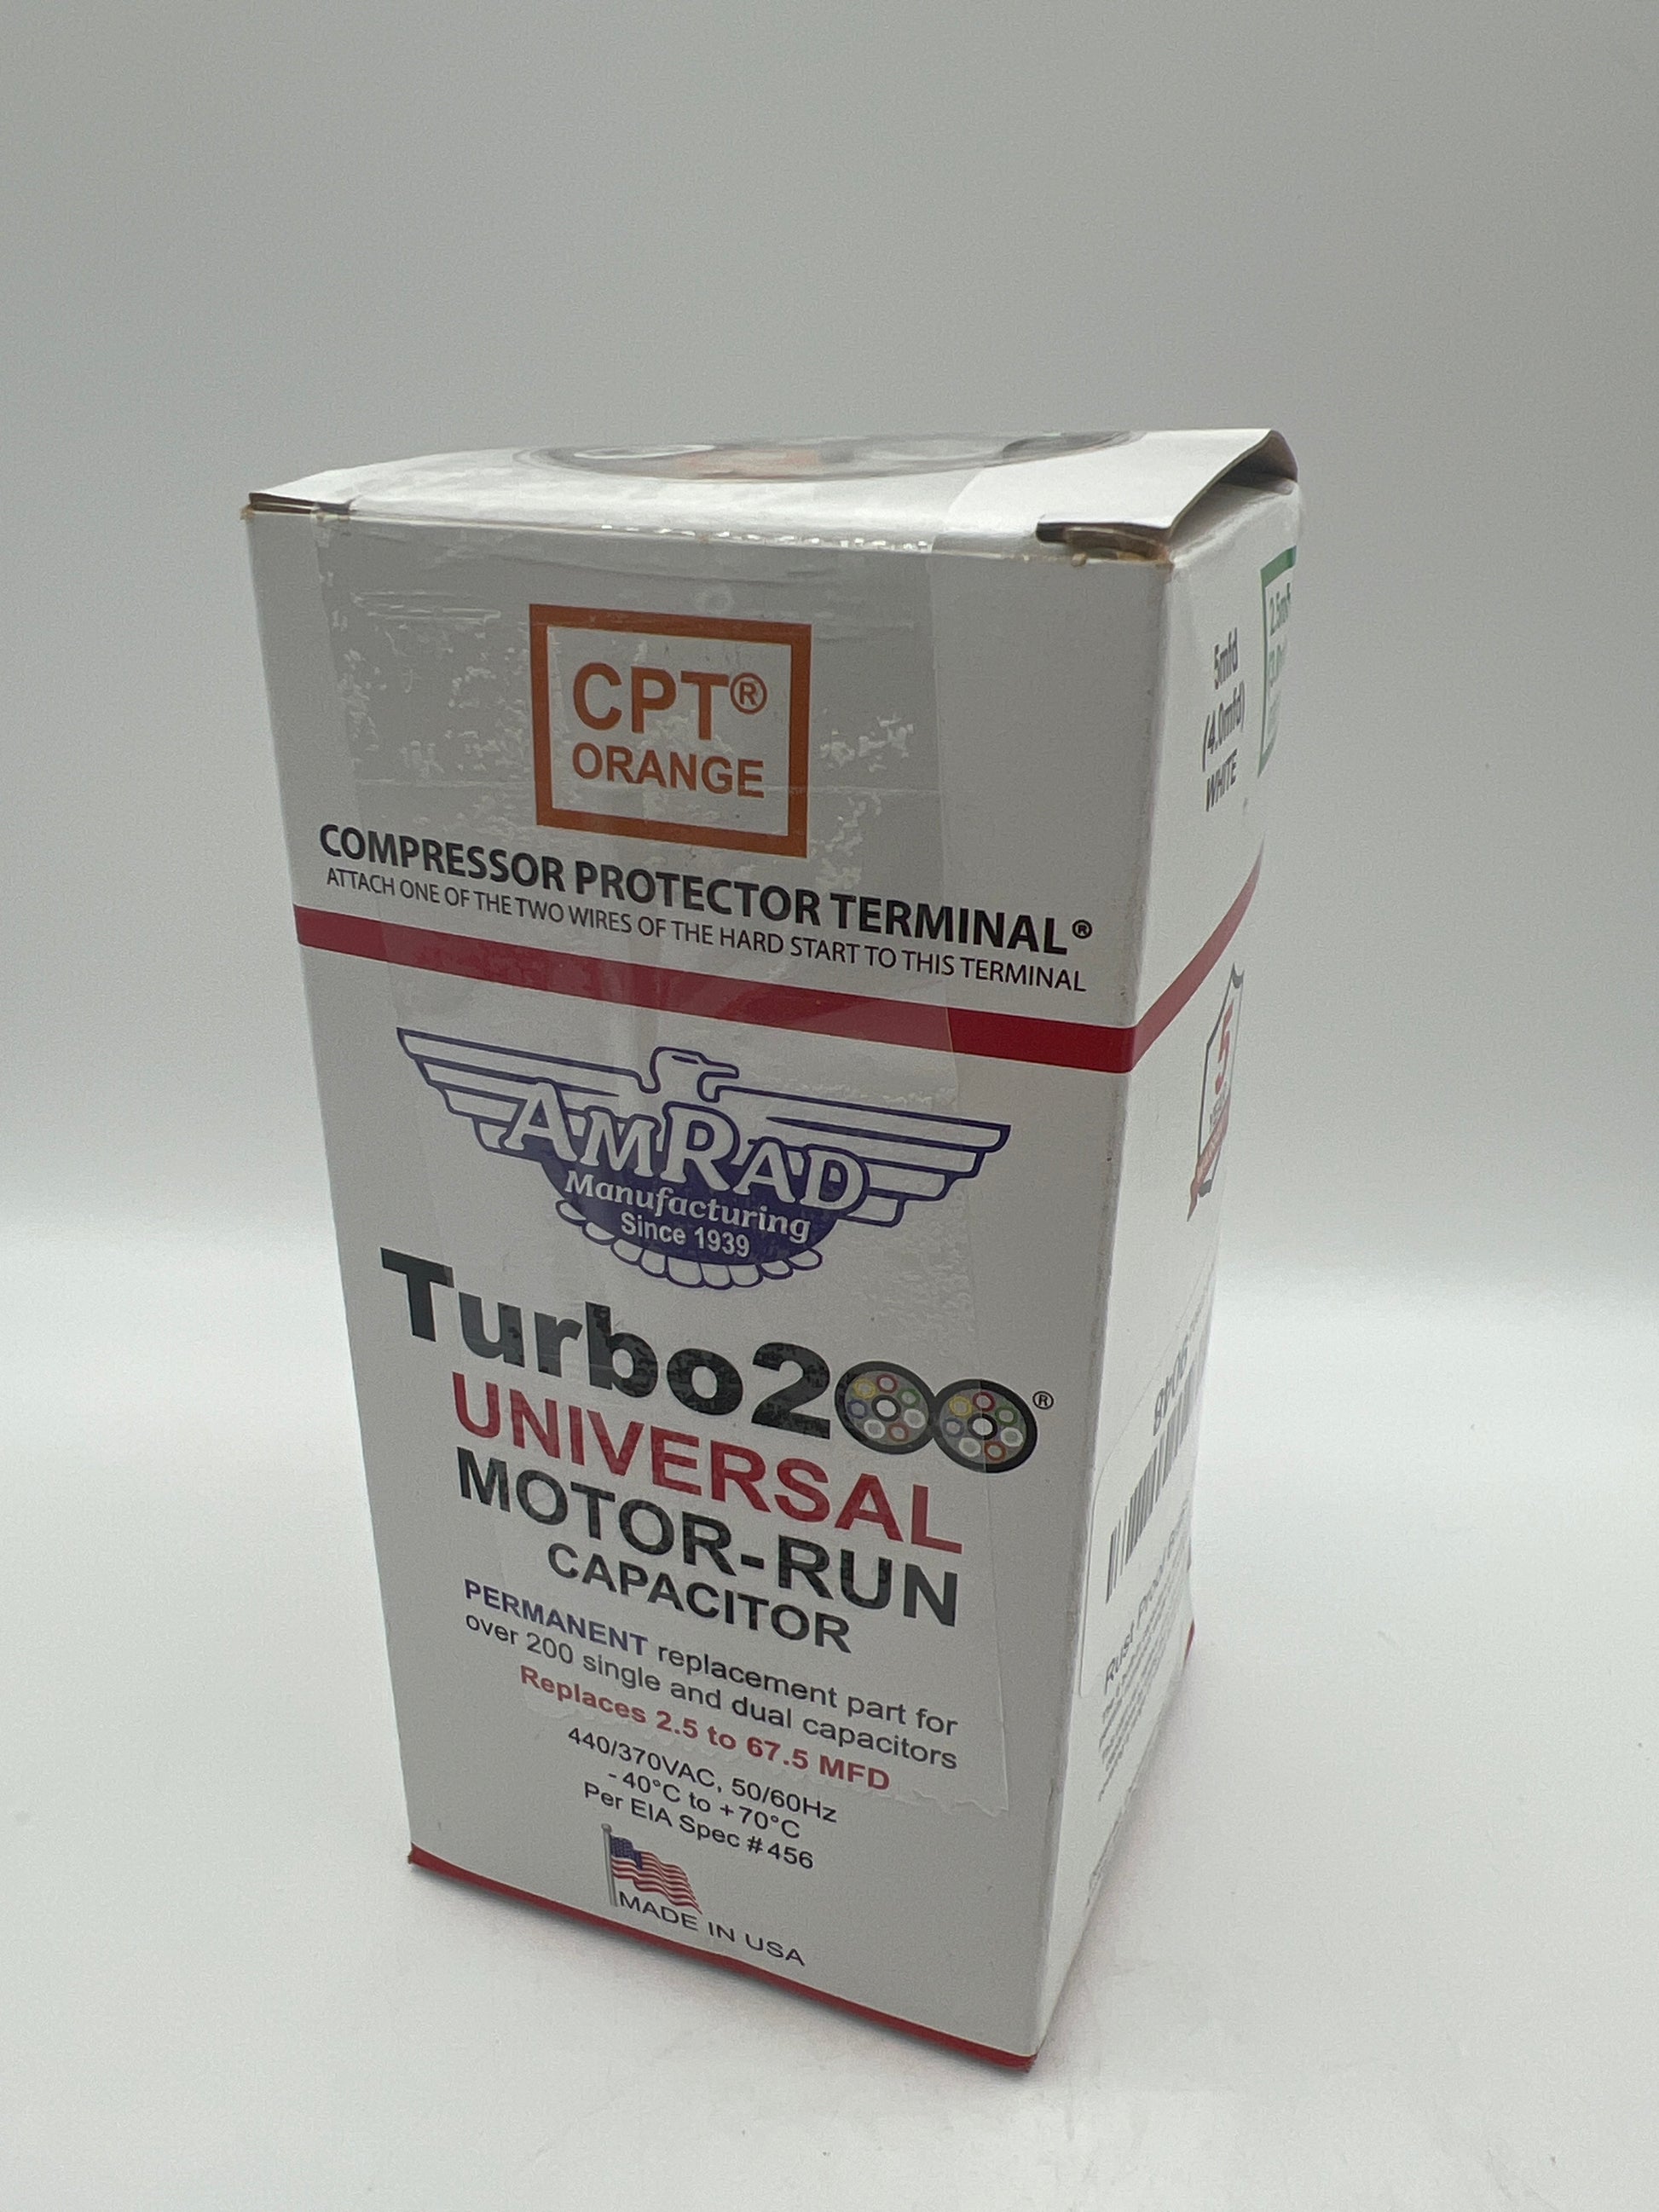 CPT®
ORANGE
COMPRESSOR PROTECTOR TERMINAL®
ATTACH ONE OF THE TWO WIRES OF THE HARD START TO THIS TERMINAL
AMRAD
Manufacturing
Since 1939
Turbo200®
UNIVERSAL
MOTOR-RUN
CAPACITOR
PERMANENT replacement part for
over 200 single and dual capacitors
Replaces 2.5 to 67.5 MFD
440/370VAC, 50/60Hz
-40°C to +70°C
Per EIA Spec #456
MADE IN USA
5mfd
(4.0mfd)
WHITE
5
Rust Proof